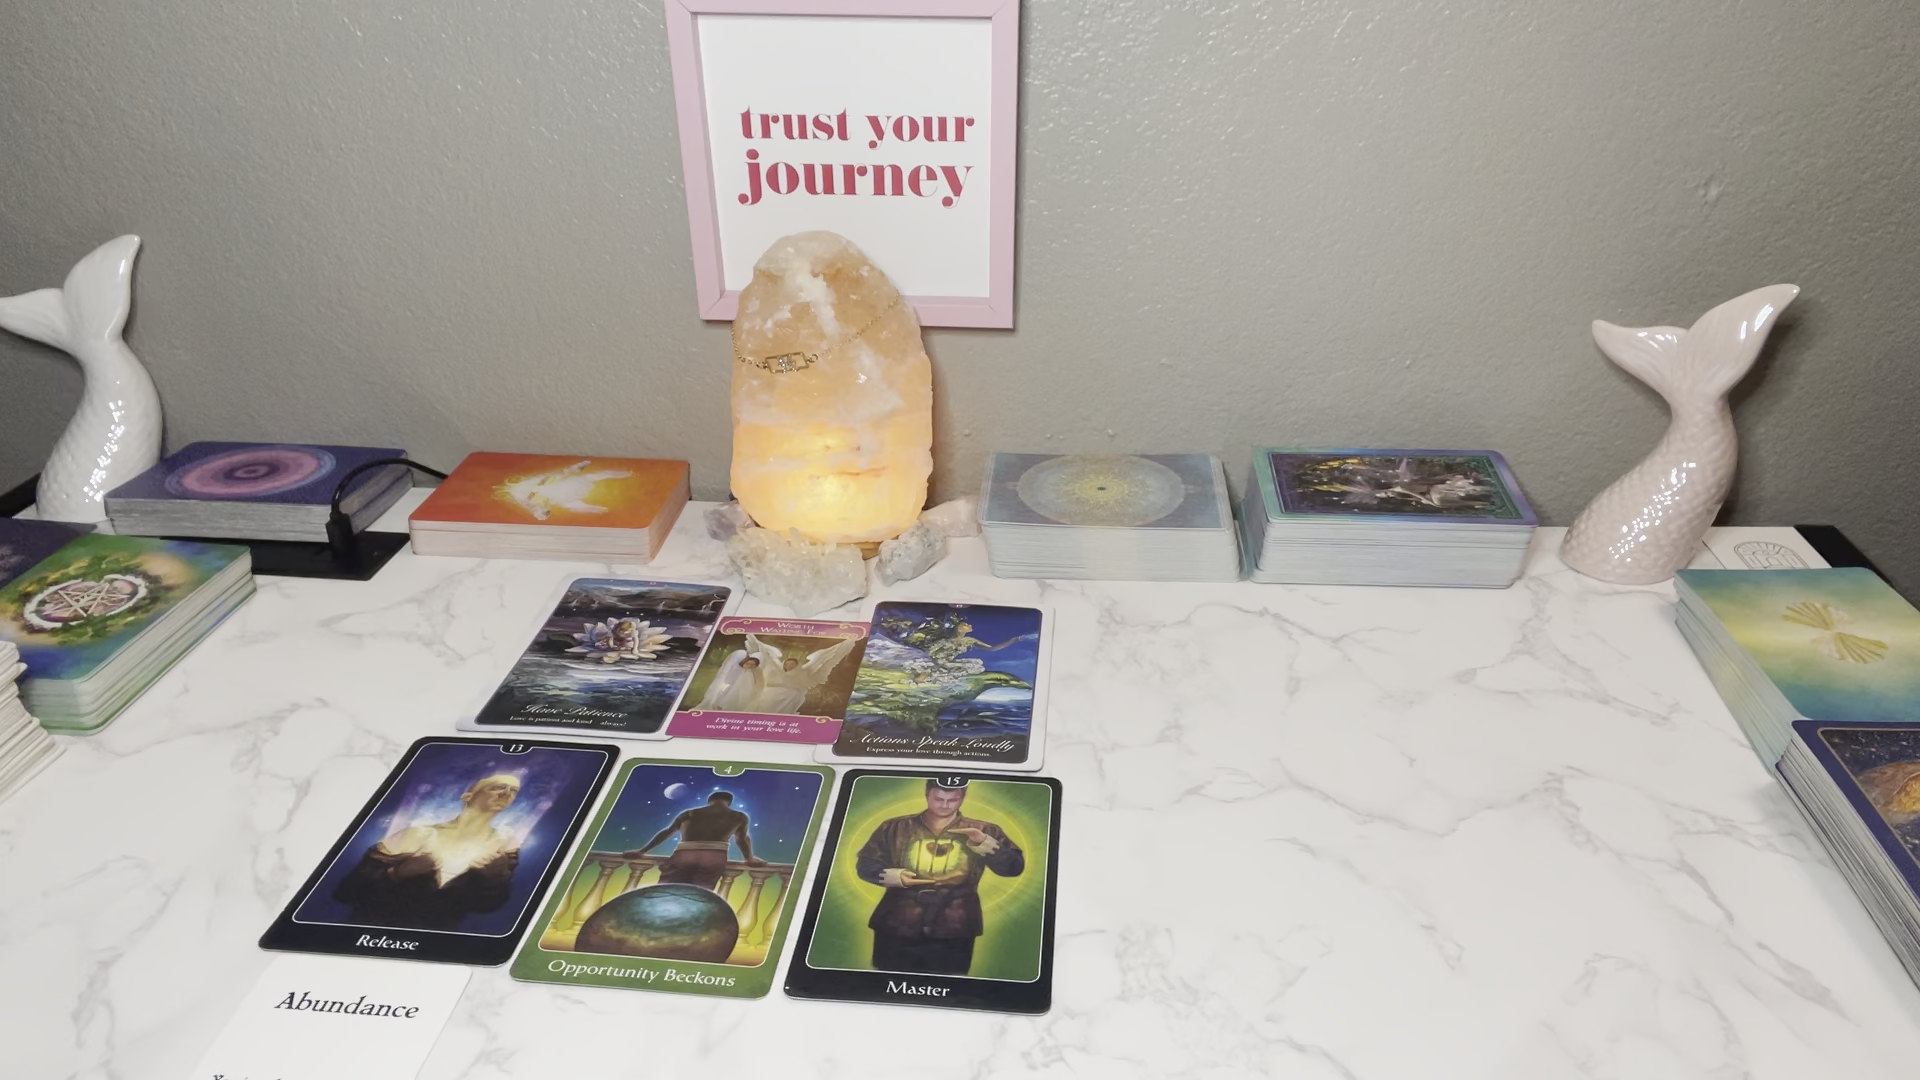 trust your
journey
Have Patience
Love is patient and kind always!
Worth
Waiting For
Divine timing is at
work in your love life.
Actions Speak Loudly
Express your love through actions.
13
Release
4
Opportunity Beckons
15
Master
Abundance